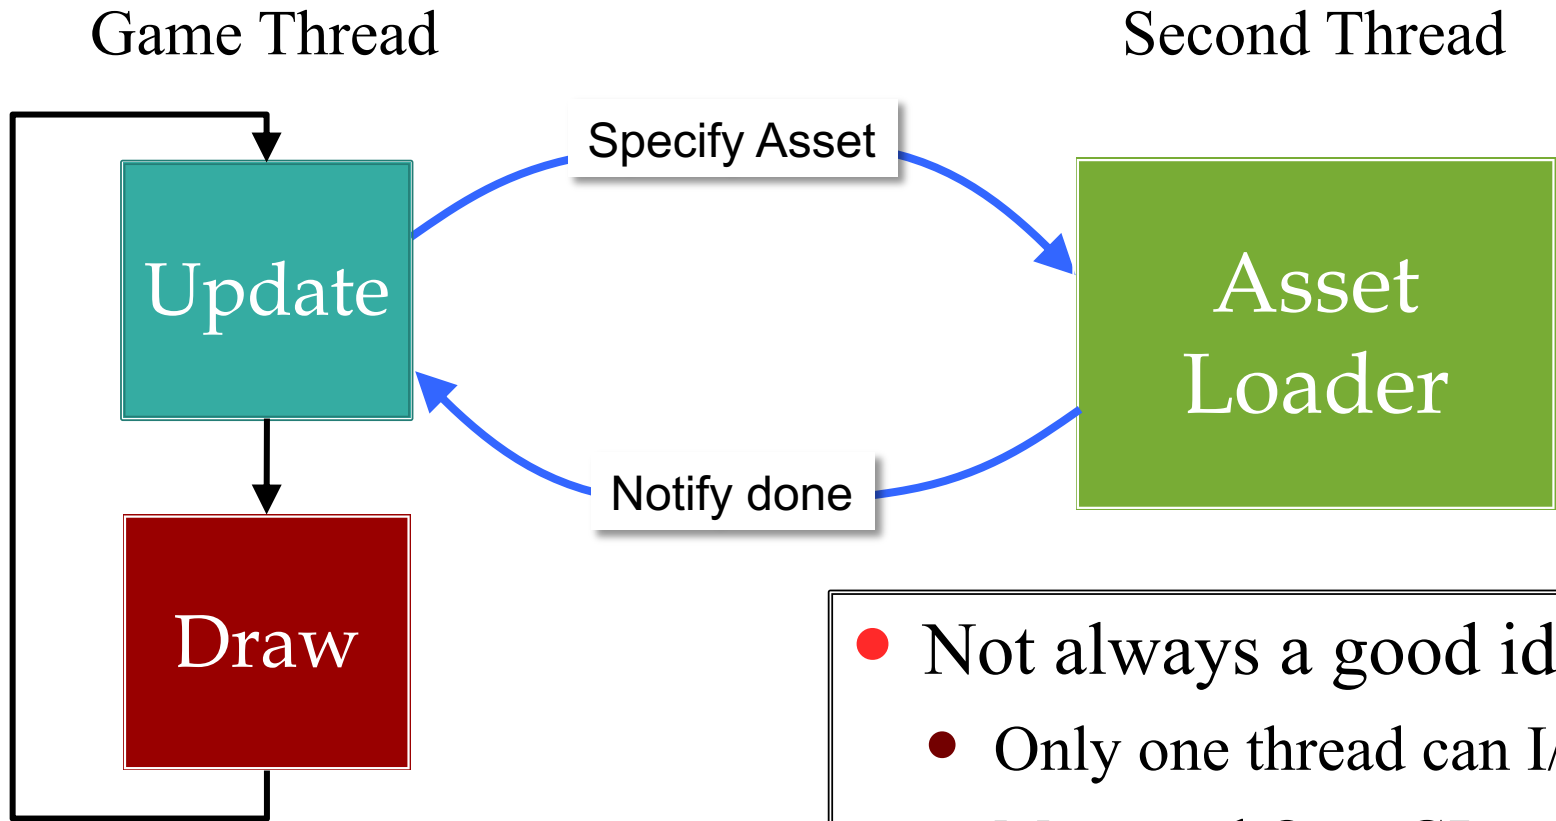 Game Thread
Second Thread
Specify Asset
Update
Asset
Loader
Notify done
Draw
Not always a good id
Only one thread can I/